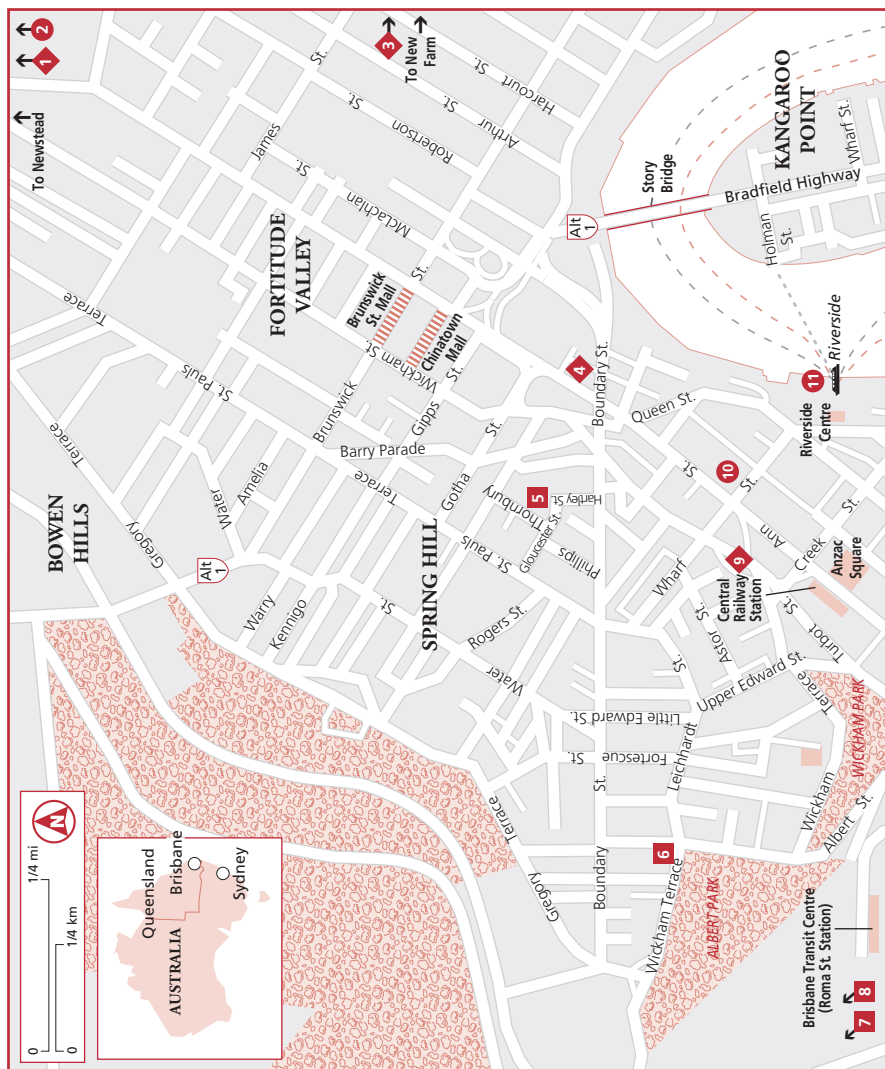 1/4 mi
0
1/4 km
0
N
AUSTRALIA
Queensland
Brisbane
Sydney
BOWEN
HILLS
To Newstead
1
2
Terrace
Gregory
Alt
1
Water
Amelia
Warry
Kennigo
St.
Terrace
St. Pauls
FORTITUDE
VALLEY
James
St.
McLachlan
St.
Robertson
St.
Arthur
St.
Harcourt
St.
3
To New
Farm
Brunswick
St. Mall
Chinatown
Mall
Brunswick
St.
Wickham St.
Gipps
St.
Barry Parade
Terrace
St. Pauls
Gotha
St.
SPRING HILL
Thornbury
5
Hartley St.
Gloucester St.
Phillips
Rogers St.
Water
4
Boundary St.
Queen St.
Alt
1
Story
Bridge
Bradfield Highway
KANGAROO
POINT
Holman
St.
Wharf St.
Riverside
11
Riverside
Centre
10
St.
St.
Ann
Creek
St.
9
Central
Railway
Station
Anzac
Square
Wharf
St.
Astor St.
Turbot
St.
Upper Edward St.
Little Edward St.
Fortescue
St.
Leichhardt
Terrace
Gregory
Boundary
St.
6
Wickham Terrace
ALBERT PARK
Wickham
Terrace
WICKHAM PARK
Albert St.
Brisbane Transit Centre
(Roma St. Station)
7
8